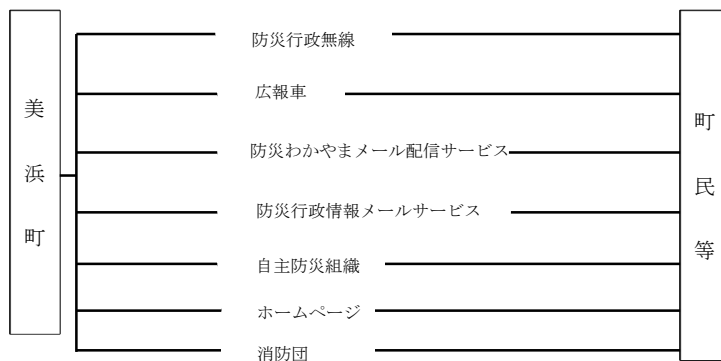 美浜町
防災行政無線
広報車
防災わかやまメール配信サービス
防災行政情報メールサービス
自主防災組織
ホームページ
消防団
町民等